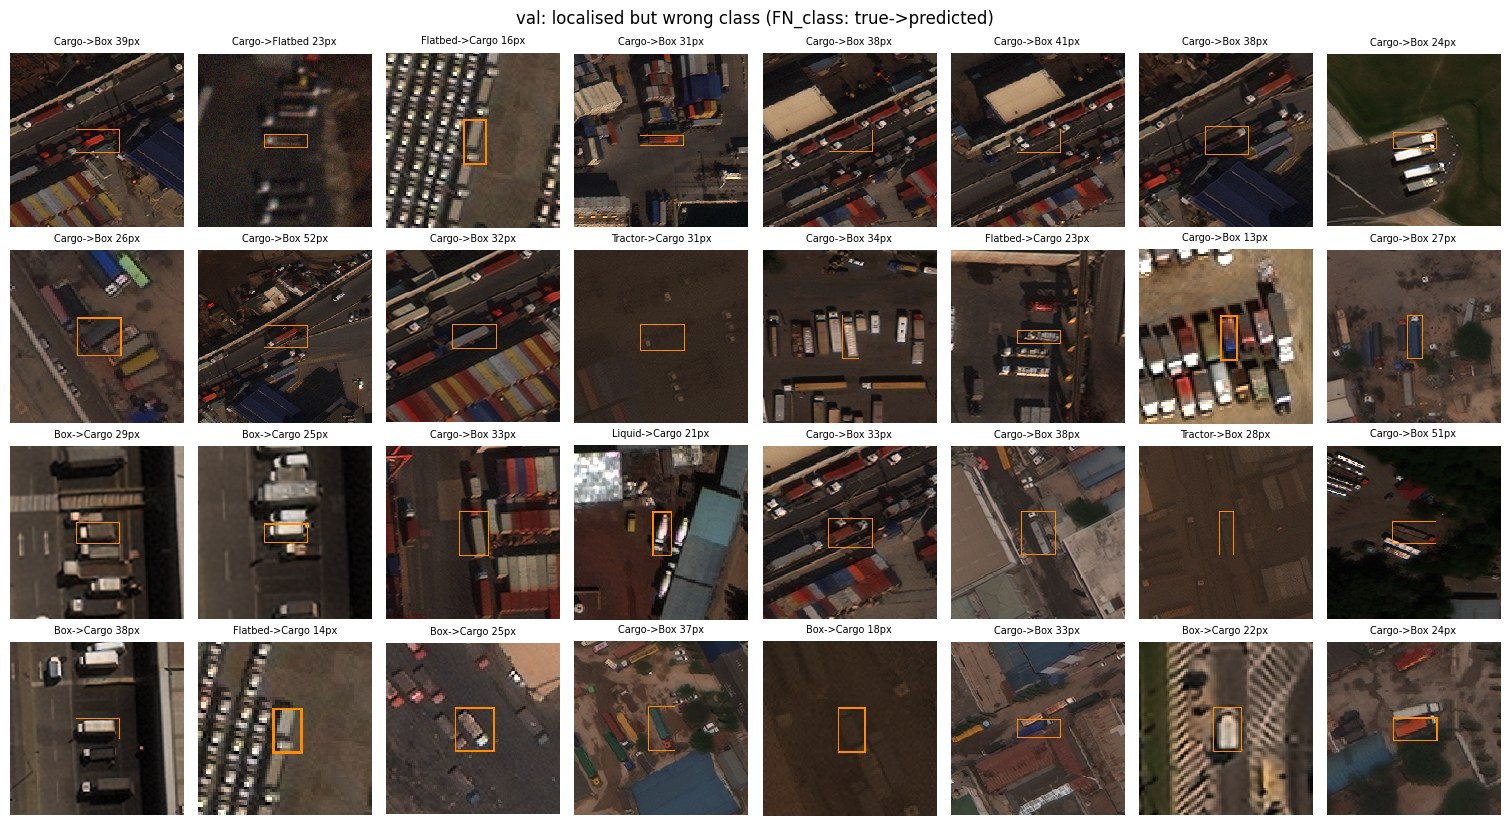 val: localised but wrong class (FN_class: true->predicted)
Cargo->Box 39px
Cargo->Flatbed 23px
Flatbed->Cargo 16px
Cargo->Box 31px
Cargo->Box 38px
Cargo->Box 41px
Cargo->Box 38px
Cargo->Box 24px
Cargo->Box 26px
Cargo->Box 52px
Cargo->Box 32px
Tractor->Cargo 31px
Cargo->Box 34px
Flatbed->Cargo 23px
Cargo->Box 13px
Cargo->Box 27px
Box->Cargo 29px
Box->Cargo 25px
Cargo->Box 33px
Liquid->Cargo 21px
Cargo->Box 33px
Cargo->Box 38px
Tractor->Box 28px
Cargo->Box 51px
Box->Cargo 38px
Flatbed->Cargo 14px
Box->Cargo 25px
Cargo->Box 37px
Box->Cargo 18px
Cargo->Box 33px
Box->Cargo 22px
Cargo->Box 24px